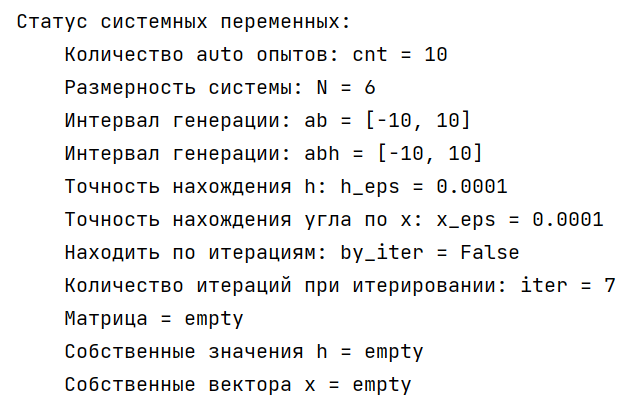 Статус системных переменных:
Количество auto опытов: cnt = 10
Размерность системы: N = 6
Интервал генерации: ab = [-10, 10]
Интервал генерации: abh = [-10, 10]
Точность нахождения h: h_eps = 0.0001
Точность нахождения угла по x: x_eps = 0.0001
Находить по итерациям: by_iter = False
Количество итераций при итерировании: iter = 7
Матрица = empty
Собственные значения h = empty
Собственные вектора x = empty